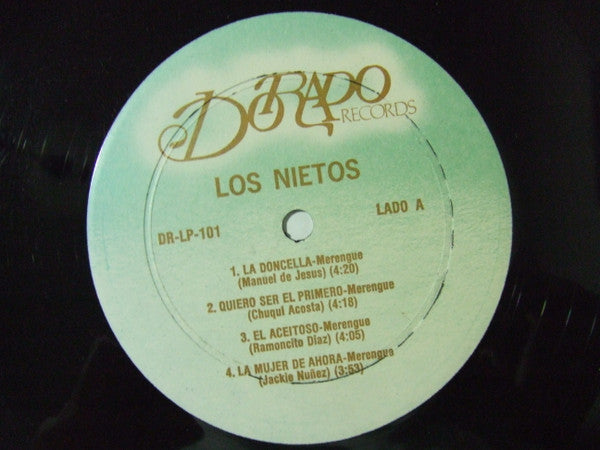 DORADO
RECORDS
LOS NIETOS
DR-LP-101
LADO A
1. LA DONCELLA-Merengue
(Manuel de Jesus) (4:20)
2. QUIERO SER EL PRIMERO-Merengue
(Chuqui Acosta) (4:18)
3. EL ACEITOSO-Merengue
(Ramoncito Díaz) (4:05)
4. LA MUJER DE AHORA-Merengue
(Jackie Nuñez) (3:53)